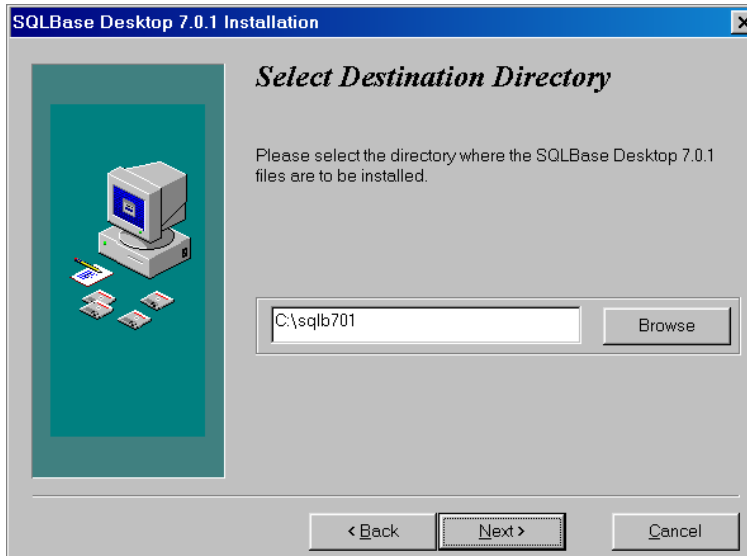 SQLBase Desktop 7.0.1 Installation
Select Destination Directory
Please select the directory where the SQLBase Desktop 7.0.1
files are to be installed.
C:\sqlb701
Browse
< Back
Next >
Cancel